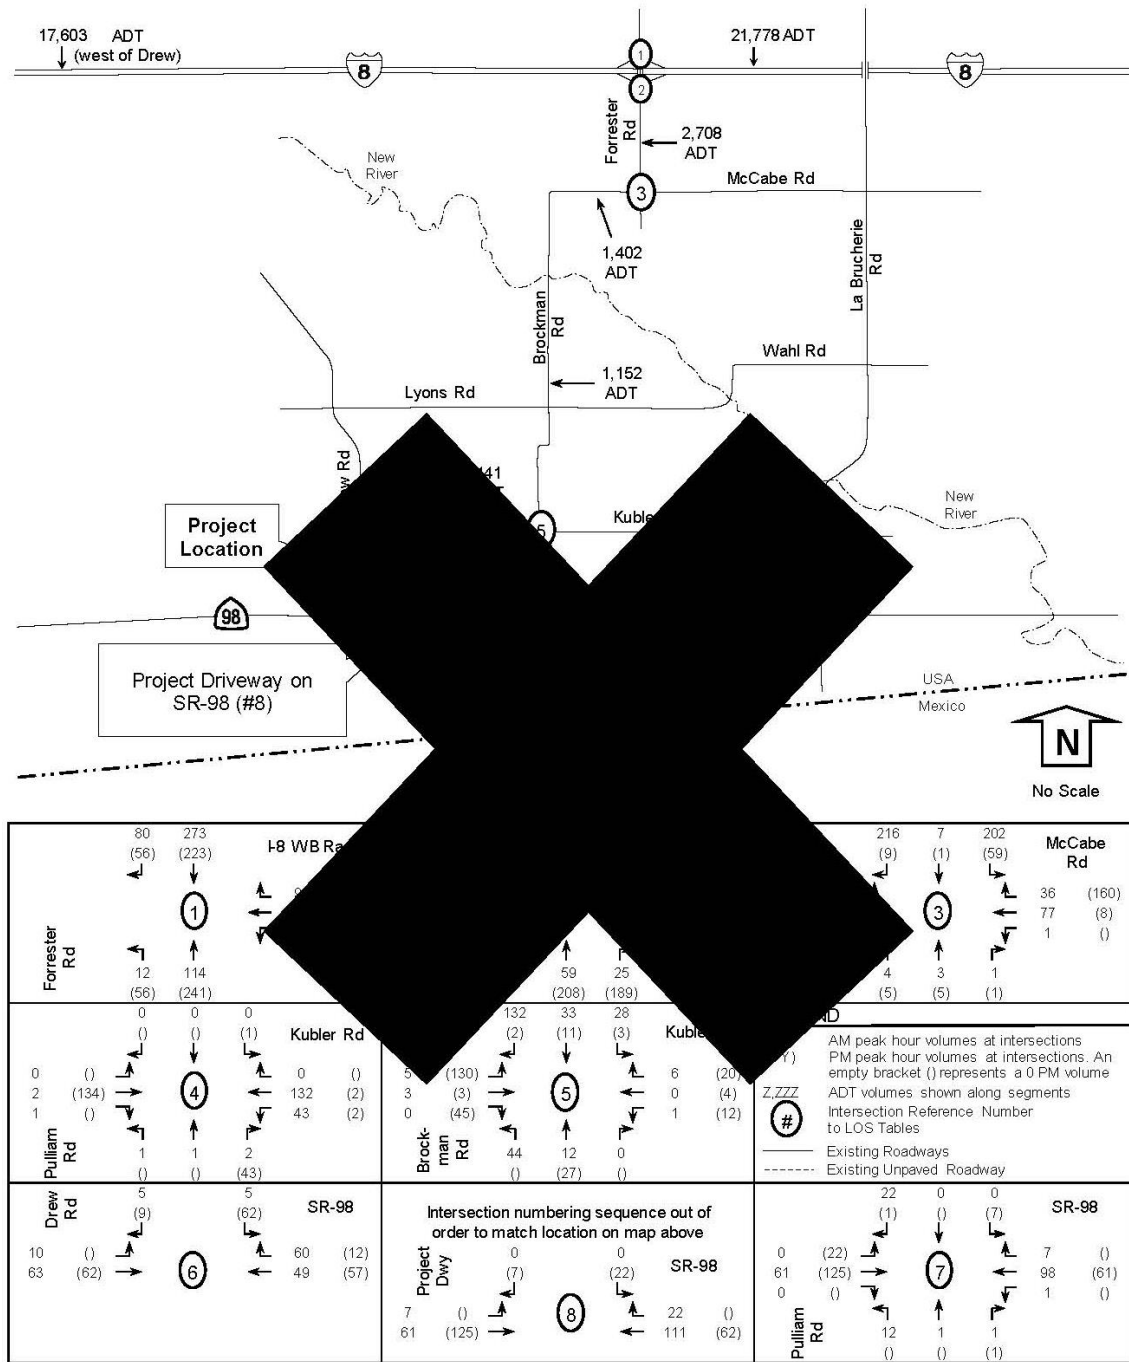 17,603 ADT
(west of Drew)
21,778 ADT
8
8
1
2
Forrester
Rd
2,708
ADT
New
River
3
McCabe Rd
1,402
ADT
La Brucherie
Rd
Brockman
Rd
Wahl Rd
1,152
ADT
Lyons Rd
Rd
New
River
Project
Location
98
Project Driveway on
SR-98 (#8)
USA
Mexico
N
No Scale
80 273
(56) (223)
I-8 WB
1
Forrester
Rd
12 114
(56) (241)
59 25
(208) (189)
216 7 202
(9) (1) (59)
McCabe
Rd
3
36 (160)
77 (8)
1 ()
4 3 1
(5) (5) (1)
0 0 0
() () (1)
Kubler Rd
0 ()
2 (134)
1 ()
4
0 ()
132 (2)
43 (2)
Pulliam
Rd
1 1 2
() () (43)
132 33 28
(2) (11) (3)
5 (130)
3 (3)
0 (45)
5
6 (20)
0 (4)
1 (12)
Brock-
man
Rd
44 12 0
() (27) ()
AM peak hour volumes at intersections
PM peak hour volumes at intersections. An
empty bracket () represents a 0 PM volume
Z,ZZZ ADT volumes shown along segments
# Intersection Reference Number
to LOS Tables
Existing Roadways
Existing Unpaved Roadway
Drew
Rd
5 5
(9) (62)
SR-98
10 ()
63 (62)
6
60 (12)
49 (57)
Intersection numbering sequence out of
order to match location on map above
Project
Dwy
0 0
(7) (22)
SR-98
7 ()
61 (125)
8
22 ()
111 (62)
22 0 0
(1) () (7)
SR-98
0 (22)
61 (125)
0 ()
7
7 ()
98 (61)
1 ()
Pulliam
Rd
12 1 1
() () (1)